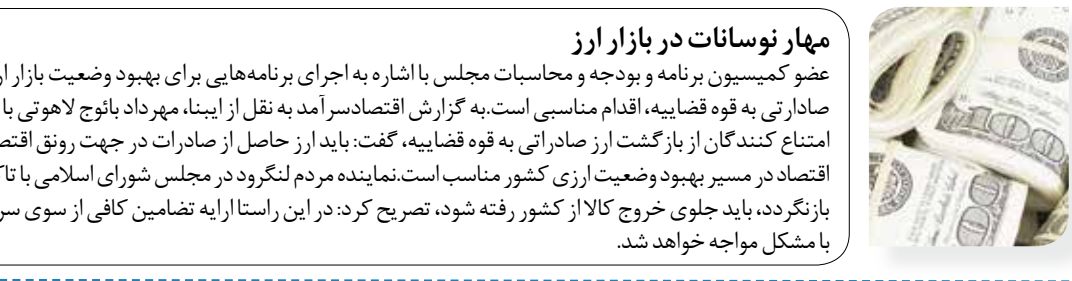 مهار نوسانات در بازار ارز
عضو کمیسیون برنامه و بودجه و محاسبات مجلس با اشاره به اجرای برنامه‌هایی برای بهبود وضعیت بازار
صادارتی به قوه قضاییه، اقدام مناسبی است.به گزارش اقتصادسرآمد به نقل از ایبنا، مهرداد بائوج لاهوتی با
امتناع کنندگان از بازگشت ارز صادراتی به قوه قضاییه، گفت: باید ارز حاصل از صادرات در جهت رونق
اقتصاد در مسیر بهبود وضعیت ارزی کشور مناسب است.نماینده مردم لنگرود در مجلس شورای اسلامی با
بازنگردد، باید جلوی خروج کالا از کشور رفته شود، تصریح کرد: در این راستا ارایه تضامین کافی از سوی
با مشکل مواجه خواهد شد.
100
100